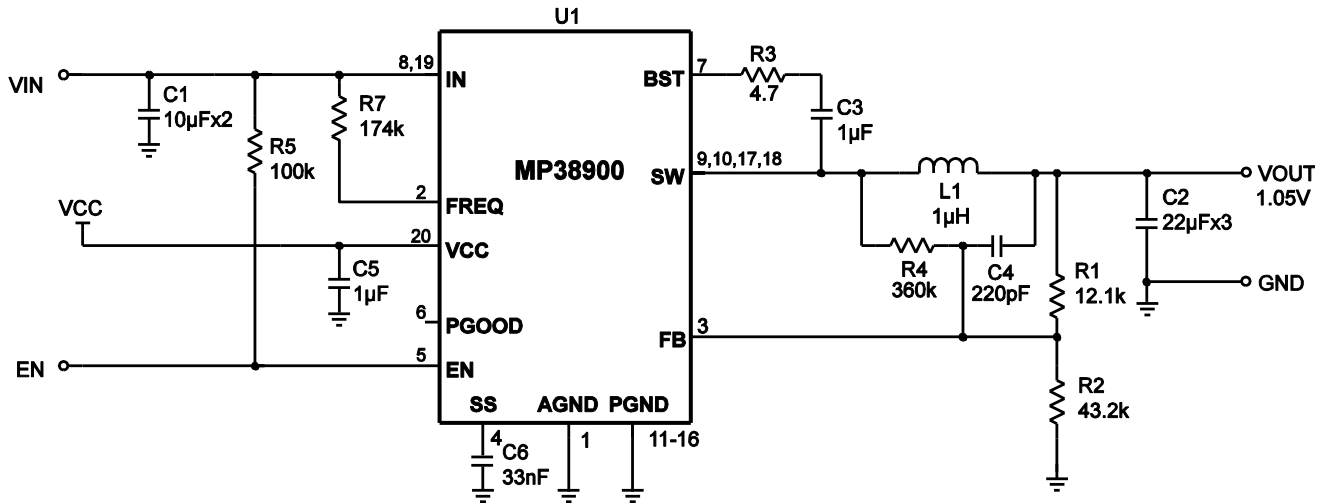 U1
VIN
C1
10µFx2
R5
100k
R7
174k
8,19
IN
2
FREQ
VCC
20
VCC
C5
1µF
6
PGOOD
EN
5
EN
MP38900
SS
AGND
PGND
4
C6
33nF
1
11-16
BST
7
R3
4.7
C3
1µF
SW
9,10,17,18
L1
1µH
R4
360k
C4
220pF
FB
3
R1
12.1k
R2
43.2k
C2
22µFx3
VOUT
1.05V
GND